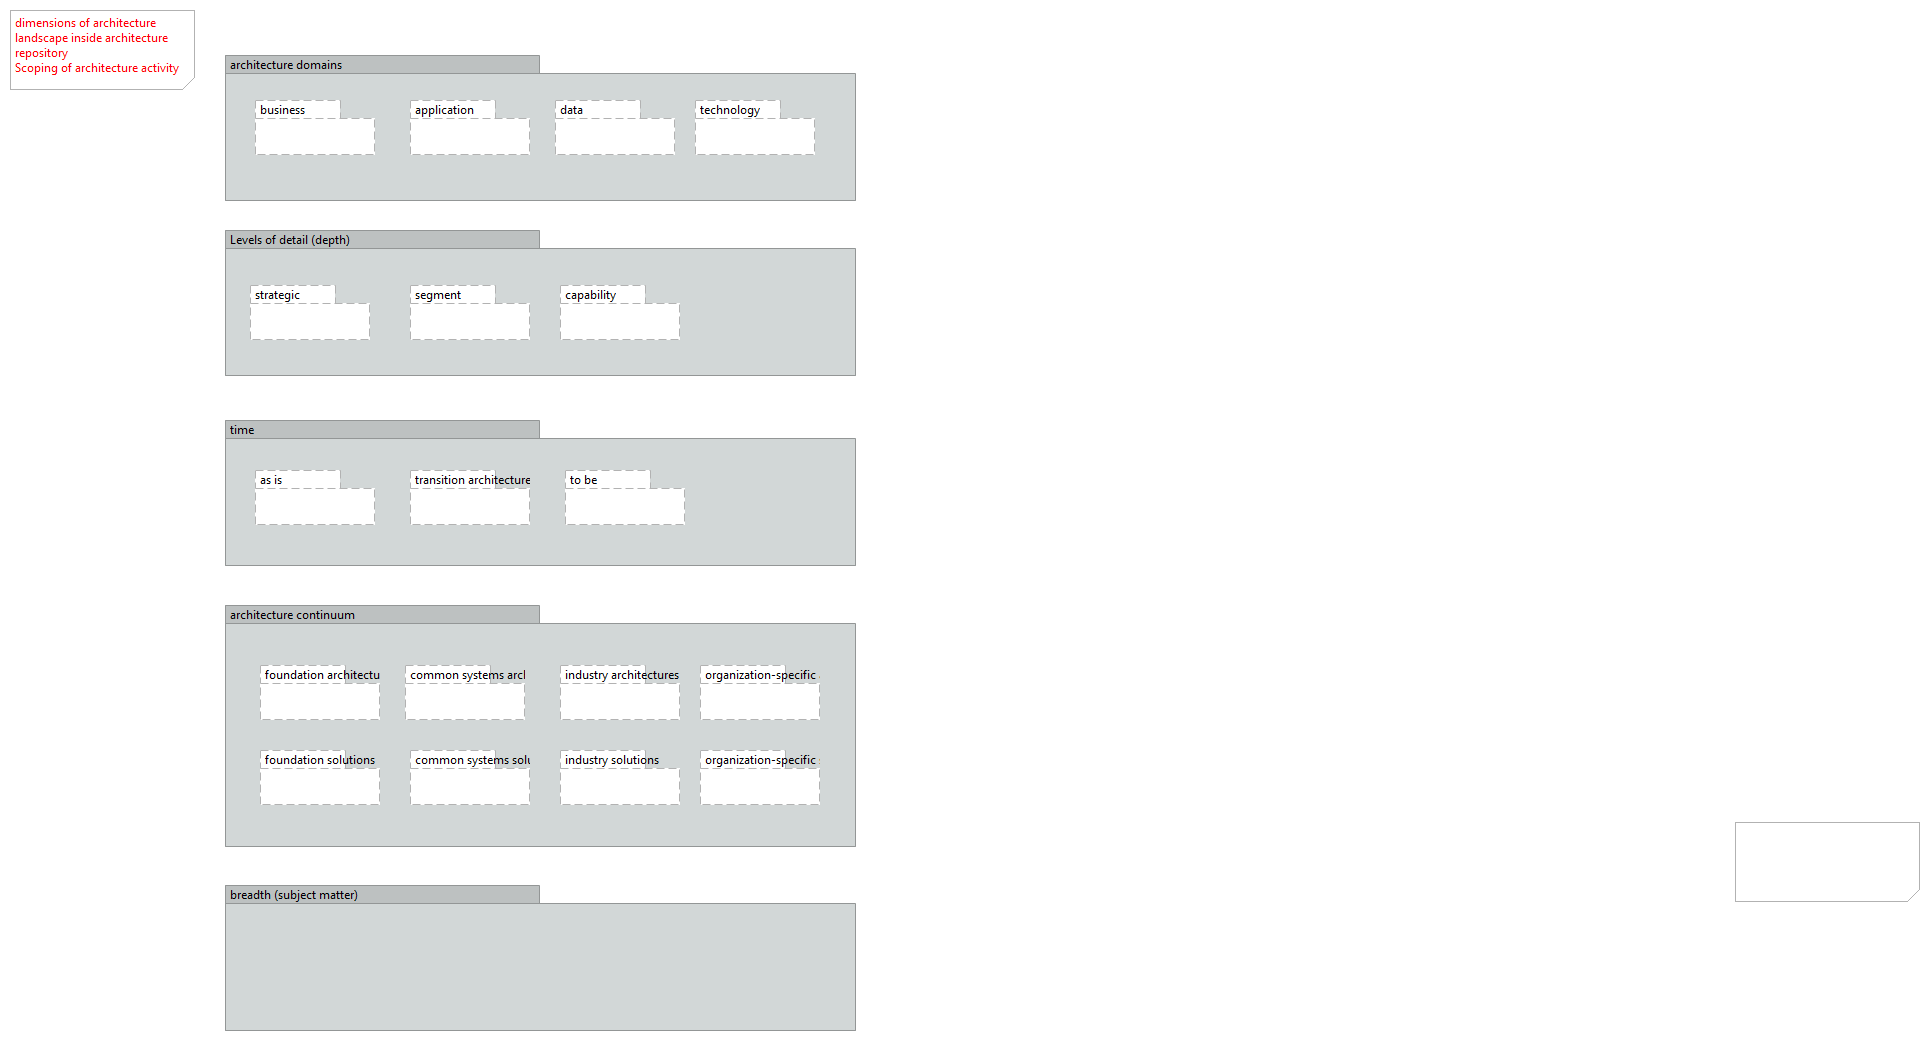 dimensions of architecture
landscape inside architecture
repository
Scoping of architecture activity
architecture domains
business
application
data
technology
Levels of detail (depth)
strategic
segment
capability
time
as is
transition architecture
to be
architecture continuum
foundation architectu
common systems arc
industry architectures
organization-specific
foundation solutions
common systems solu
industry solutions
organization-specific
breadth (subject matter)